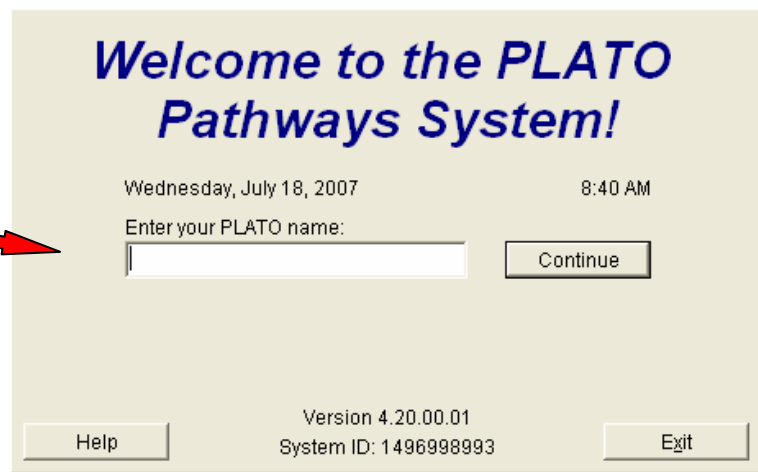 Welcome to the PLATO
Pathways System!
Wednesday, July 18, 2007 8:40 AM
Enter your PLATO name:
Continue
Version 4.20.00.01
Help System ID: 1496998993 Exit